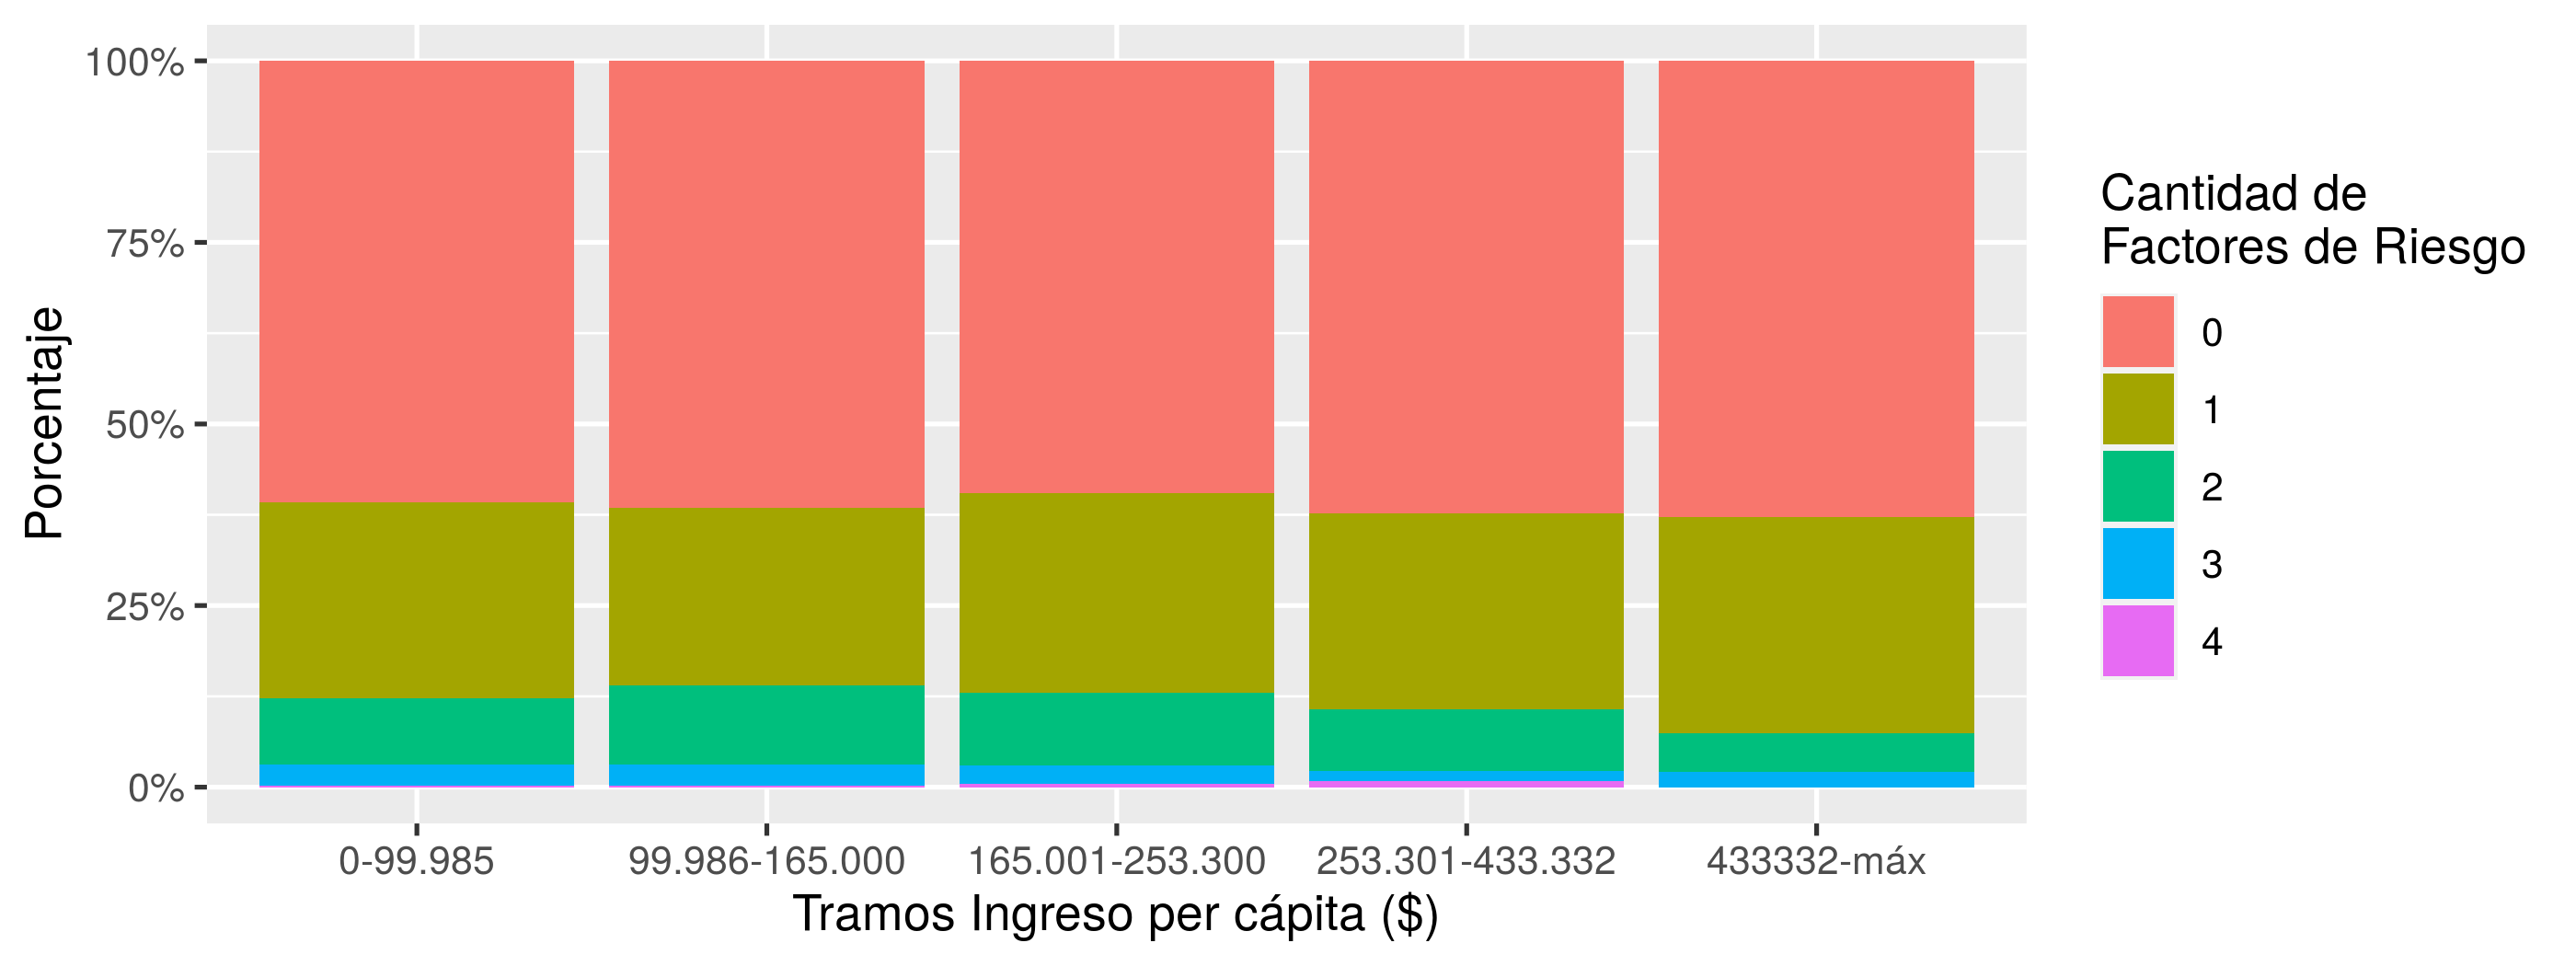 100%
75%
50%
25%
0%
Porcentaje
0-99.985
99.986-165.000
165.001-253.300
253.301-433.332
433332-máx
Tramos Ingreso per cápita ($)
Cantidad de
Factores de Riesgo
0
1
2
3
4